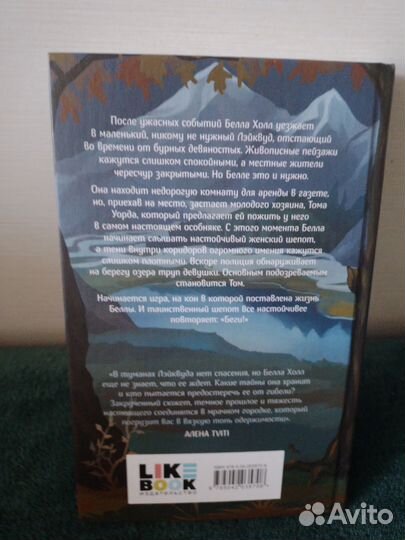 После ужасных событий Белла Холл уезжает
в маленький, никому не нужный Лэйквуд, отстающий
во времени от бурных девяностых. Живописные пейзажи
кажутся слишком спокойными, а местные жители
чересчур закрытыми. Но Белле это и нужно.
Она находит недорогую комнату для аренды в газете,
но, приехав на место, застает молодого хозяина, Тома
Уорда, который предлагает ей пожить у него
в самом настоящем особняке. С этого момента Белла
начинает слышать настойчивый женский шепот,
а тени внутри коридоров огромного имения кажутся
слишком плотными. Вскоре полиция обнаруживает
на берегу озера труп девушки. Основным подозреваемым
становится Том.
Начинается игра, на кон в которой поставлена жизнь
Беллы. И таинственный шепот все настойчивее
повторяет: «Беги!»
«В туманах Лэйквуда нет спасения, но Белла Холл
еще не знает, что ее ждет. Какие тайны она хранит
и кто пытается предостеречь ее от гибели?
Закрученный сюжет, темное прошлое и тяжесть
настоящего соединятся в мрачном городке, который
погрузит вас в вязкую топь одержимости».
АЛЕНА ТИТП
LIKE
BOOK
ИЗДАТЕЛЬСТВО
Avito